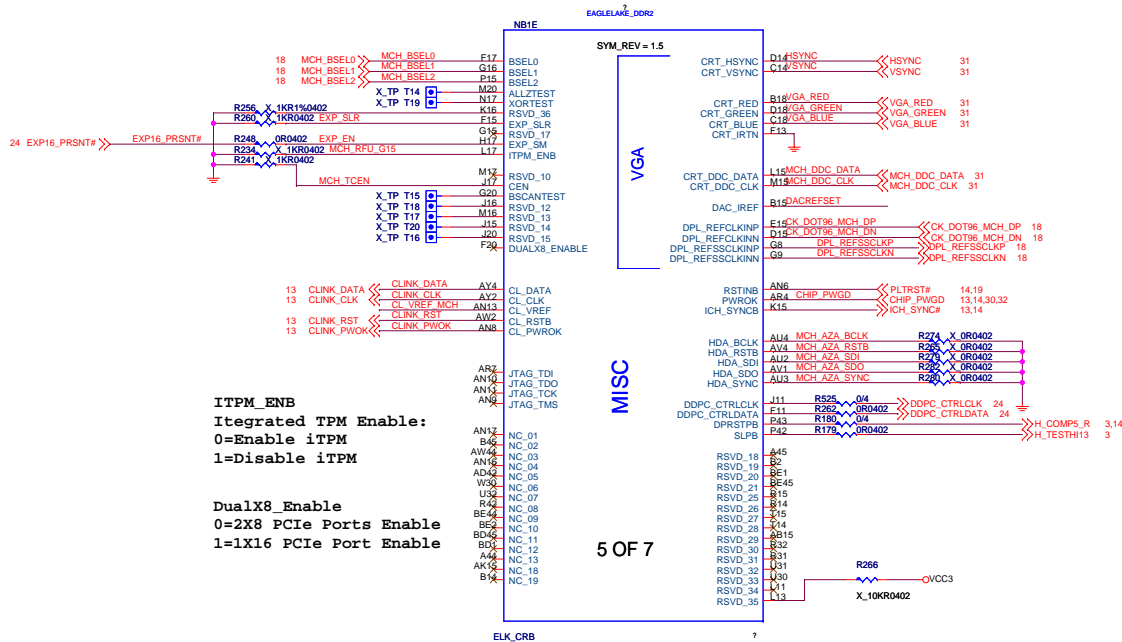 ?
EAGLELAKE_DDR2
NB1E
SYM_REV = 1.5
18 MCH_BSEL0 MCH_BSEL0 F17 BSEL0
18 MCH_BSEL1 MCH_BSEL1 G16 BSEL1
18 MCH_BSEL2 MCH_BSEL2 P15 BSEL2
X_TP T14 M20 ALLZTEST
X_TP T19 N17 XORTEST
R256 X_1KR1%0402 K16 RSVD_36
R260 X_1KR0402 EXP_SLR F15 EXP_SLR
G15 RSVD_17
24 EXP16_PRSNT# EXP16_PRSNT# R248 0R0402 EXP_EN H17 EXP_SM
R234 X_1KR0402 MCH_RFU_G15 L17 ITPM_ENB
R241 X_1KR0402
M17 RSVD_10
MCH_TCEN J17 CEN
X_TP T15 G20 BSCANTEST
X_TP T18 J16 RSVD_12
X_TP T17 M16 RSVD_13
X_TP T20 J15 RSVD_14
X_TP T16 J20 RSVD_15
F20 DUALX8_ENABLE
13 CLINK_DATA CLINK_DATA AY4 CL_DATA
13 CLINK_CLK CLINK_CLK AY2 CL_CLK
CL_VREF_MCH AN13 CL_VREF
13 CLINK_RST CLINK_RST AW2 CL_RSTB
13 CLINK_PWOK CLINK_PWOK AN8 CL_PWROK
AR7 JTAG_TDI
AN10 JTAG_TDO
AN11 JTAG_TCK
AN9 JTAG_TMS
AN17 NC_01
B45 NC_02
AW44 NC_03
AN16 NC_04
AD42 NC_05
W30 NC_06
U32 NC_07
R42 NC_08
BE44 NC_09
BE2 NC_10
BD45 NC_11
BD1 NC_12
A44 NC_13
AK15 NC_18
B14 NC_19
ITPM_ENB
Itegrated TPM Enable:
0=Enable iTPM
1=Disable iTPM
DualX8_Enable
0=2X8 PCIe Ports Enable
1=1X16 PCIe Port Enable
VGA
MISC
5 OF 7
CRT_HSYNC D14 HSYNC HSYNC 31
CRT_VSYNC C14 VSYNC VSYNC 31
CRT_RED B18 VGA_RED VGA_RED 31
CRT_GREEN D18 VGA_GREEN VGA_GREEN 31
CRT_BLUE C18 VGA_BLUE VGA_BLUE 31
CRT_IRTN F13
CRT_DDC_DATA L15 MCH_DDC_DATA MCH_DDC_DATA 31
CRT_DDC_CLK M15 MCH_DDC_CLK MCH_DDC_CLK 31
DAC_IREF B15 DACREFSET
DPL_REFCLKINP E15 CK_DOT96_MCH_DP CK_DOT96_MCH_DP 18
DPL_REFCLKINN D15 CK_DOT96_MCH_DN CK_DOT96_MCH_DN 18
DPL_REFSSCLKINP G8 DPL_REFSSCLKP DPL_REFSSCLKP 18
DPL_REFSSCLKINN G9 DPL_REFSSCLKN DPL_REFSSCLKN 18
RSTINB AN6 PLTRST# 14,19
PWROK AR4 CHIP_PWGD CHIP_PWGD 13,14,30,32
ICH_SYNCB K15 ICH_SYNC# 13,14
HDA_BCLK AU4 MCH_AZA_BCLK R274 X_0R0402
HDA_RSTB AV4 MCH_AZA_RSTB R265 X_0R0402
HDA_SDI AU2 MCH_AZA_SDI R279 X_0R0402
HDA_SDO AV1 MCH_AZA_SDO R282 X_0R0402
HDA_SYNC AU3 MCH_AZA_SYNC R280 X_0R0402
DDPC_CTRLCLK J11 R525 0/4 DDPC_CTRLCLK 24
DDPC_CTRLDATA F11 R262 0R0402 DDPC_CTRLDATA 24
DPRSTPB P43 R180 0/4 H_COMP5_R 3,14
SLPB P42 R179 0R0402 H_TESTHI13 3
RSVD_18 A45
RSVD_19 B2
RSVD_20 BE1
RSVD_21 BE45
RSVD_25 R15
RSVD_26 R14
RSVD_27 T15
RSVD_28 T14
RSVD_29 AB15
RSVD_30 R32
RSVD_31 R31
RSVD_32 U31
RSVD_33 U30
RSVD_34 L11
RSVD_35 L13
R266
VCC3
X_10KR0402
ELK_CRB
?